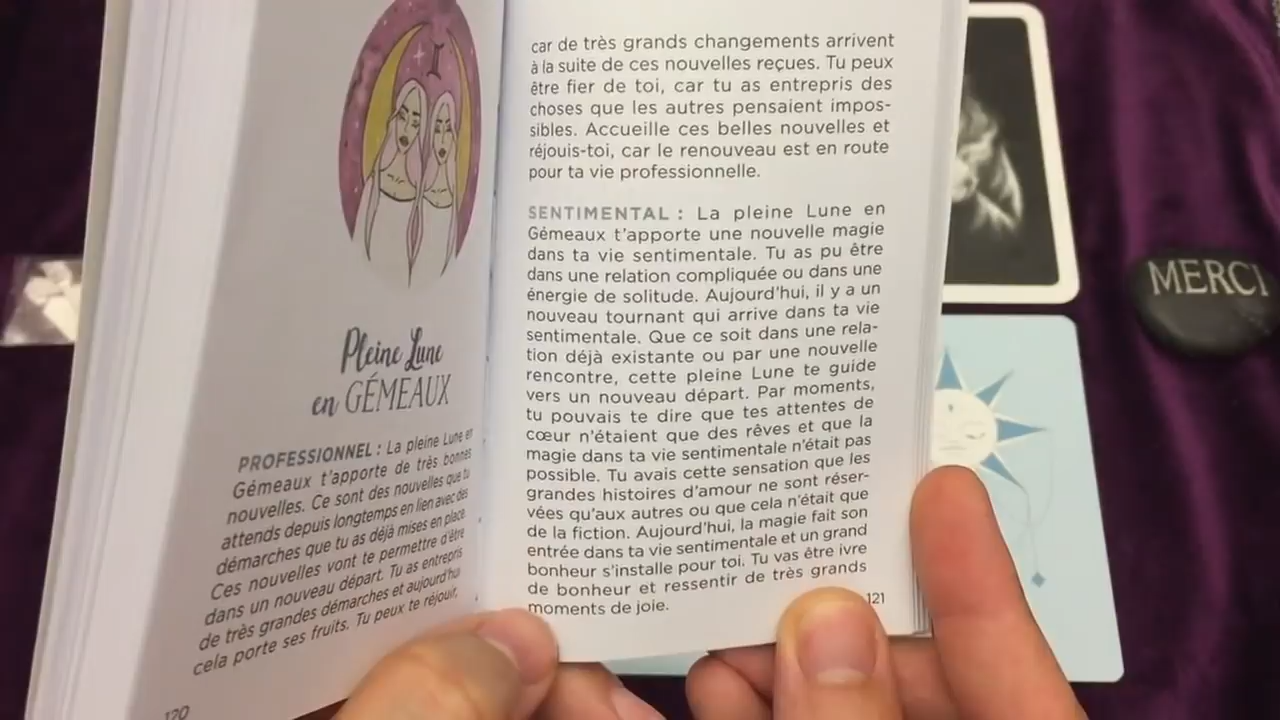 Pleine Lune
en GÉMEAUX
PROFESSIONNEL : La pleine Lune en
Gémeaux t'apporte de très bonnes
nouvelles. Ce sont des nouvelles que tu
attends depuis longtemps en lien avec des
démarches que tu as déjà mises en place.
Ces nouvelles vont te permettre d'être
dans un nouveau départ. Tu as entrepris
de très grandes démarches et aujourd'hui
cela porte ses fruits. Tu peux te réjouir,
120
car de très grands changements arrivent
à la suite de ces nouvelles reçues. Tu peux
être fier de toi, car tu as entrepris des
choses que les autres pensaient impos-
sibles. Accueille ces belles nouvelles et
réjouis-toi, car le renouveau est en route
pour ta vie professionnelle.
SENTIMENTAL : La pleine Lune en
Gémeaux t'apporte une nouvelle magie
dans ta vie sentimentale. Tu as pu être
dans une relation compliquée ou dans une
énergie de solitude. Aujourd'hui, il y a un
nouveau tournant qui arrive dans ta vie
sentimentale. Que ce soit dans une rela-
tion déjà existante ou par une nouvelle
rencontre, cette pleine Lune te guide
vers un nouveau départ. Par moments,
tu pouvais te dire que tes attentes de
cœur n'étaient que des rêves et que la
magie dans ta vie sentimentale n'était pas
possible. Tu avais cette sensation que les
grandes histoires d'amour ne sont réser-
vées qu'aux autres ou que cela n'était que
de la fiction. Aujourd'hui, la magie fait son
entrée dans ta vie sentimentale et un grand
bonheur s'installe pour toi. Tu vas être ivre
de bonheur et ressentir de très grands
moments de joie.
121
MERCI